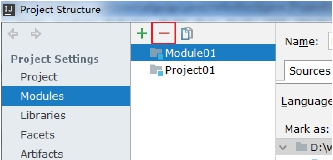 Project Structure
Project Settings
Project
Modules
Libraries
Facets
Artifacts
Module01
Project01
Name:
Sources
Language
Mark as:
D:\